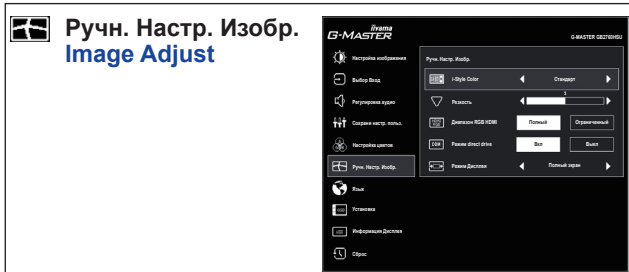 Ручн. Настр. Изобр.
Image Adjust
iiyama
G-MASTER
G-MASTER GB2760HSU
Настройка изображения
Выбор Вход
Регулировка аудио
Сохрани настр. польз.
Настройка цветов
Ручн. Настр. Изобр.
Язык
Установка
Информация Дисплея
Сброс
Ручн. Настр. Изобр.
i-Style Color
Стандарт
Резкость
3
Диапазон RGB HDMI
Полный
Ограниченный
Режим direct drive
Вкл
Выкл
Режим Дисплея
Полный экран